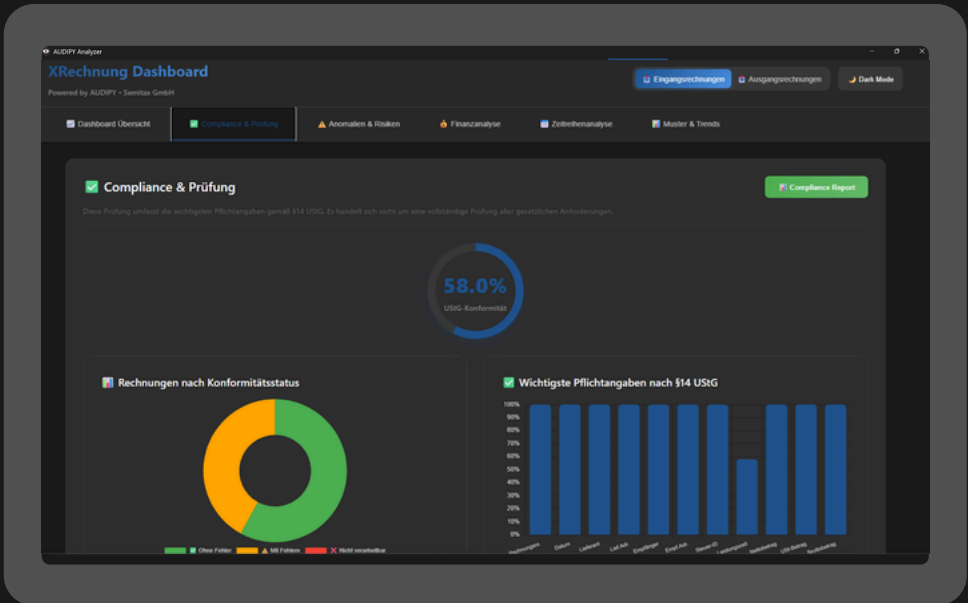 AUDIPY Analyzer
XRechnung Dashboard
Powered by AUDIPY • Semitax GmbH
Eingangsrechnungen
Ausgangsrechnungen
Dark Mode
Dashboard Übersicht
Compliance & Prüfung
Anomalien & Risiken
Finanzanalyse
Zeitreihenanalyse
Muster & Trends
Compliance & Prüfung
Compliance Report
Diese Prüfung umfasst die wichtigsten Pflichtangaben gemäß §14 UStG. Es handelt sich nicht um eine vollständige Prüfung aller gesetzlichen Anforderungen.
58.0%
UStG-Konformität
Rechnungen nach Konformitätsstatus
Ohne Fehler
Mit Fehlern
Nicht verarbeitbar
Wichtigste Pflichtangaben nach §14 UStG
100%
90%
80%
70%
60%
50%
40%
30%
20%
10%
0%
Datum
Lieferant
Lief.Adr.
Empfänger
Empf.Adr.
Steuer-ID
Leistungszeit
Nettobetrag
USt-Betrag
Bruttobetrag